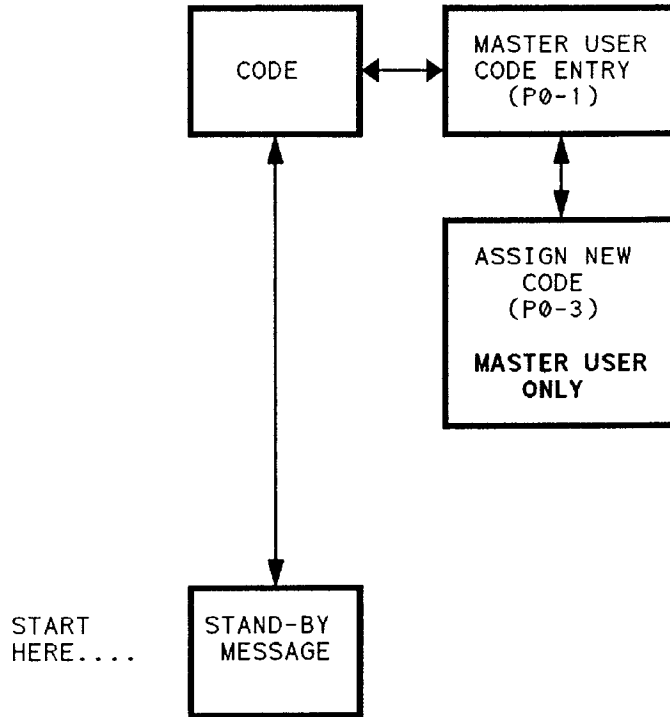 CODE
MASTER USER
CODE ENTRY
(P0-1)
ASSIGN NEW
CODE
(P0-3)
MASTER USER
ONLY
START
HERE....
STAND-BY
MESSAGE